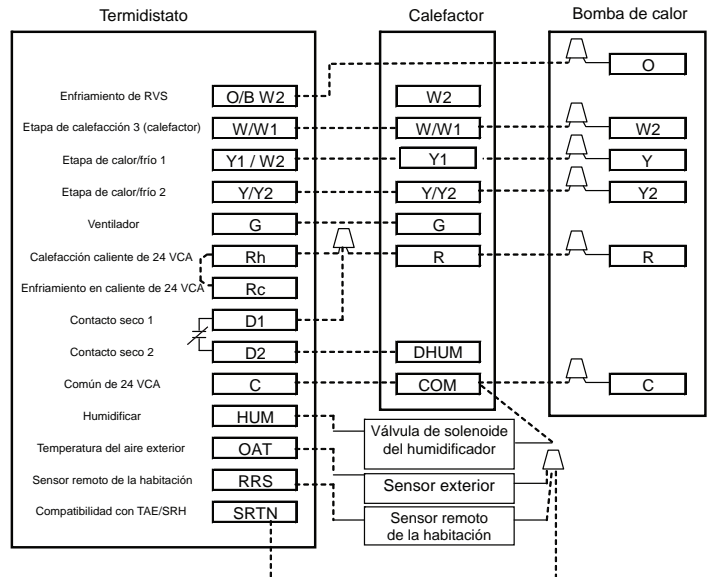 Termidistato
Calefactor
Bomba de calor
O
Enfriamiento de RVS
O/B W2
W2
Etapa de calefacción 3 (calefactor)
W/W1
W/W1
W2
Etapa de calor/frío 1
Y1 / W2
Y1
Y
Etapa de calor/frío 2
Y/Y2
Y/Y2
Y2
Ventilador
G
G
Calefacción caliente de 24 VCA
Rh
R
R
Enfriamiento en caliente de 24 VCA
Rc
Contacto seco 1
D1
Contacto seco 2
D2
DHUM
Común de 24 VCA
C
COM
C
Humidificar
HUM
Válvula de solenoide
del humidificador
Temperatura del aire exterior
OAT
Sensor exterior
Sensor remoto de la habitación
RRS
Sensor remoto
de la habitación
Compatibilidad con TAE/SRH
SRTN